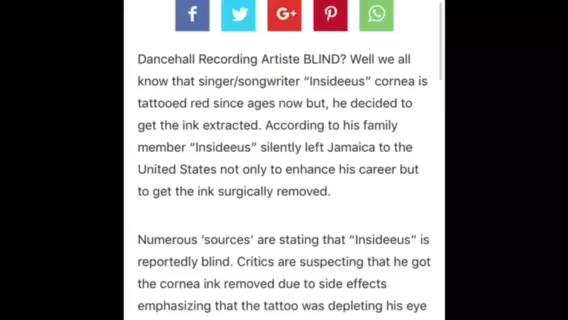 Dancehall Recording Artiste BLIND? Well we all
know that singer/songwriter “Insideeus” cornea is
tattooed red since ages now but, he decided to
get the ink extracted. According to his family
member “Insideeus” silently left Jamaica to the
United States not only to enhance his career but
to get the ink surgically removed.
Numerous ‘sources’ are stating that “Insideeus” is
reportedly blind. Critics are suspecting that he got
the cornea ink removed due to side effects
emphasizing that the tattoo was depleting his eye